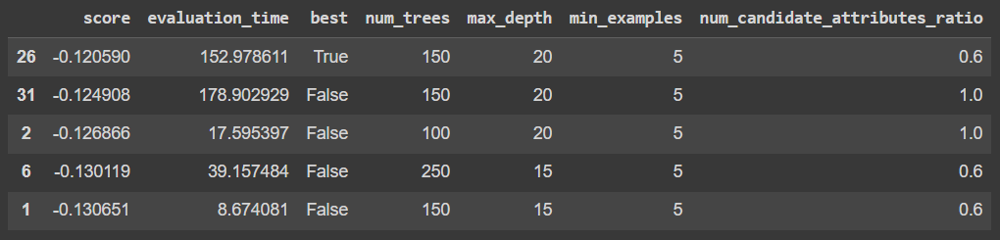 score evaluation_time best num_trees max_depth min_examples num_candidate_attributes_ratio
26 -0.120590 152.978611 True 150 20 5 0.6
31 -0.124908 178.902929 False 150 20 5 1.0
2 -0.126866 17.595397 False 100 20 5 1.0
6 -0.130119 39.157484 False 250 15 5 0.6
1 -0.130651 8.674081 False 150 15 5 0.6